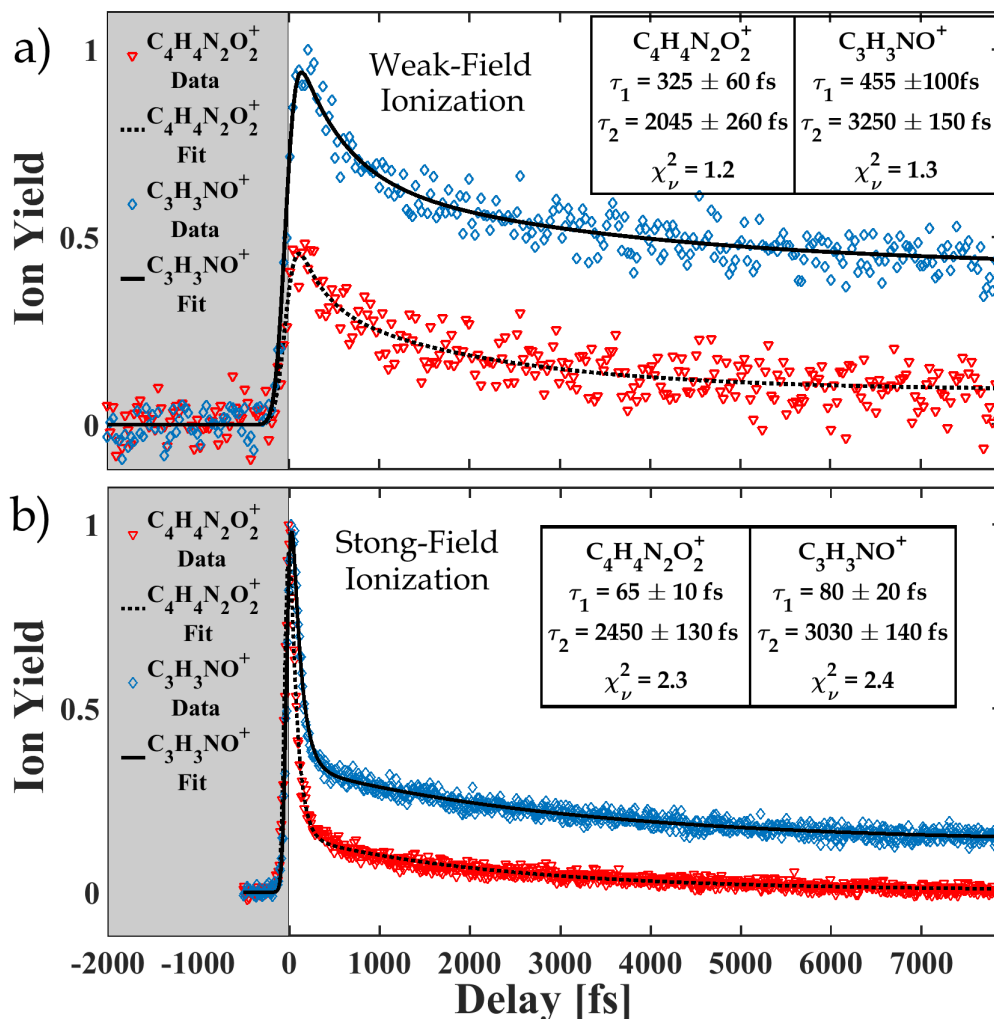 a)
Ion Yield
1
0.5
0
C4H4N2O2+
Data
C4H4N2O2+
Fit
C3H3NO+
Data
C3H3NO+
Fit
Weak-Field
Ionization
C4H4N2O2+
τ1 = 325 ± 60 fs
τ2 = 2045 ± 260 fs
χν2 = 1.2
C3H3NO+
τ1 = 455 ±100fs
τ2 = 3250 ± 150 fs
χν2 = 1.3
b)
Ion Yield
1
0.5
0
C4H4N2O2+
Data
C4H4N2O2+
Fit
C3H3NO+
Data
C3H3NO+
Fit
Stong-Field
Ionization
C4H4N2O2+
τ1 = 65 ± 10 fs
τ2 = 2450 ± 130 fs
χν2 = 2.3
C3H3NO+
τ1 = 80 ± 20 fs
τ2 = 3030 ± 140 fs
χν2 = 2.4
-2000 -1000 0 1000 2000 3000 4000 5000 6000 7000
Delay [fs]